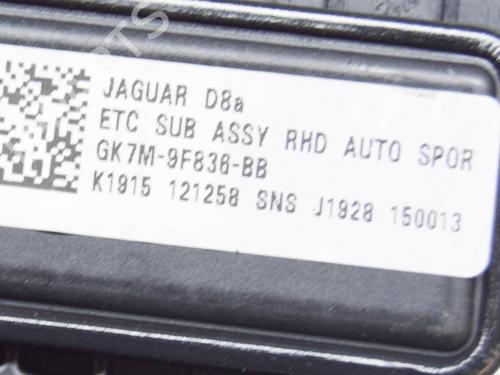 JAGUAR D8a
ETC SUB ASSY RHD AUTO SPOR
GK7M-9F836-BB
K1915 121258 SNS J1928 150013